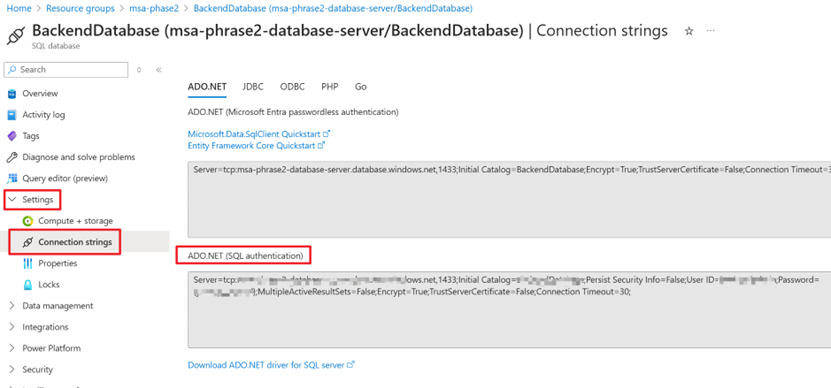 Home > Resource groups > msa-phase2 > BackendDatabase (msa-phrase2-database-server/BackendDatabase)
BackendDatabase (msa-phrase2-database-server/BackendDatabase) | Connection strings ☆ ...
SQL database
Search
Overview
Activity log
Tags
Diagnose and solve problems
Query editor (preview)
Settings
Compute + storage
Connection strings
Properties
Locks
Data management
Integrations
Power Platform
Security
ADO.NET JDBC ODBC PHP Go
ADO.NET (Microsoft Entra passwordless authentication)
Microsoft.Data.SqlClient Quickstart
Entity Framework Core Quickstart
Server=tcp:msa-phrase2-database-server.database.windows.net,1433;Initial Catalog=BackendDatabase;Encrypt=True;TrustServerCertificate=False;Connection Timeout=3
ADO.NET (SQL authentication)
Server=tcp: .net,1433;Initial Catalog= ;Persist Security Info=False;User ID= ;Password=
;MultipleActiveResultSets=False;Encrypt=True;TrustServerCertificate=False;Connection Timeout=30;
Download ADO.NET driver for SQL server